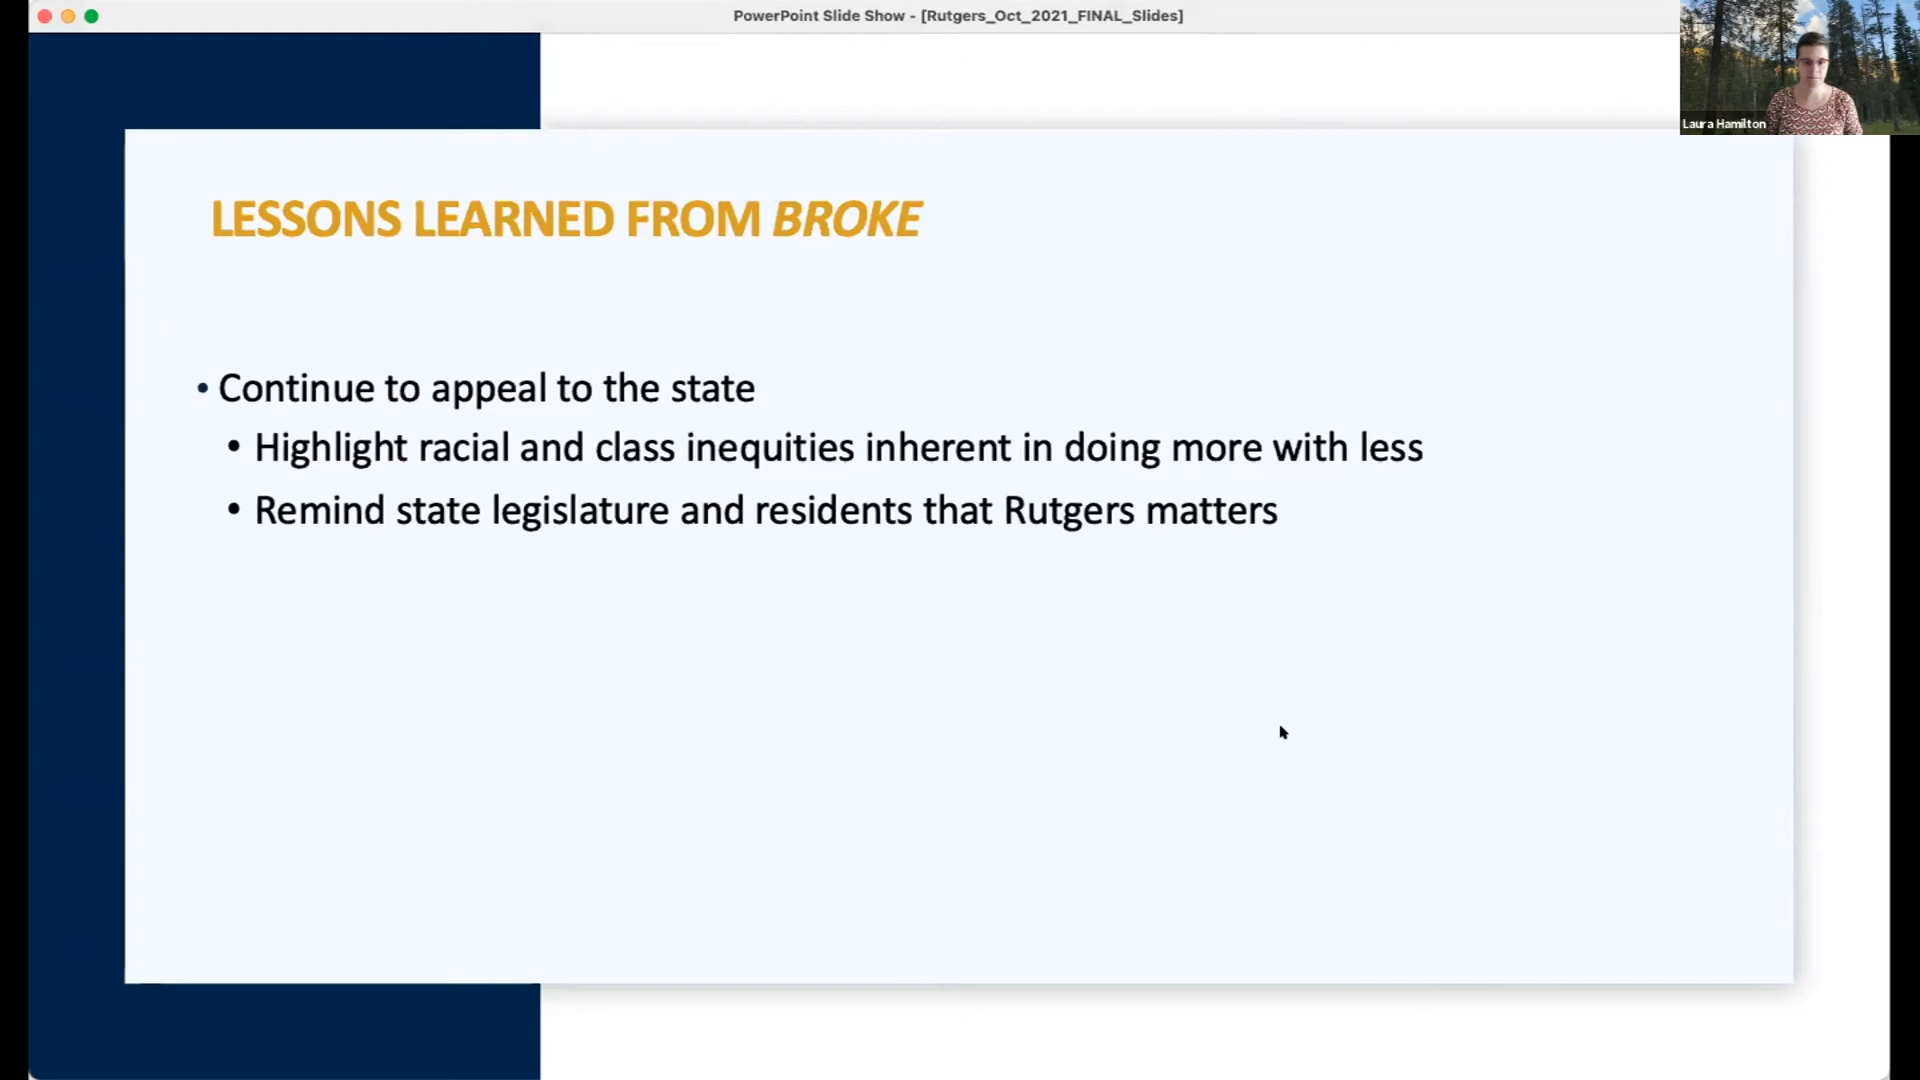 PowerPoint Slide Show - [Rutgers_Oct_2021_FINAL_Slides]
Laura Hamilton
LESSONS LEARNED FROM BROKE
• Continue to appeal to the state
• Highlight racial and class inequities inherent in doing more with less
• Remind state legislature and residents that Rutgers matters